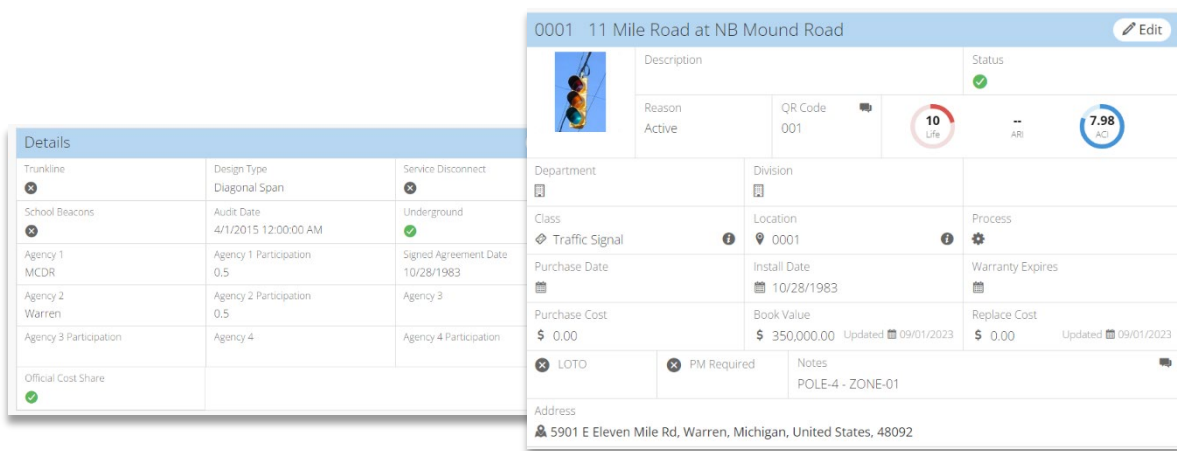 Details
Trunkline
Design Type
Diagonal Span
Service Disconnect
School Beacons
Audit Date
4/1/2015 12:00:00 AM
Underground
Agency 1
MCDR
Agency 1 Participation
0.5
Signed Agreement Date
10/28/1983
Agency 2
Warren
Agency 2 Participation
0.5
Agency 3
Agency 3 Participation
Agency 4
Agency 4 Participation
Official Cost Share
0001 11 Mile Road at NB Mound Road
Edit
Description
Status
Reason
Active
QR Code
001
10
Life
--
ARI
7.98
ACI
Department
Division
Class
Traffic Signal
Location
0001
Process
Purchase Date
Install Date
10/28/1983
Warranty Expires
Purchase Cost
$ 0.00
Book Value
$ 350,000.00 Updated 09/01/2023
Replace Cost
$ 0.00 Updated 09/01/2023
LOTO
PM Required
Notes
POLE-4 - ZONE-01
Address
5901 E Eleven Mile Rd, Warren, Michigan, United States, 48092